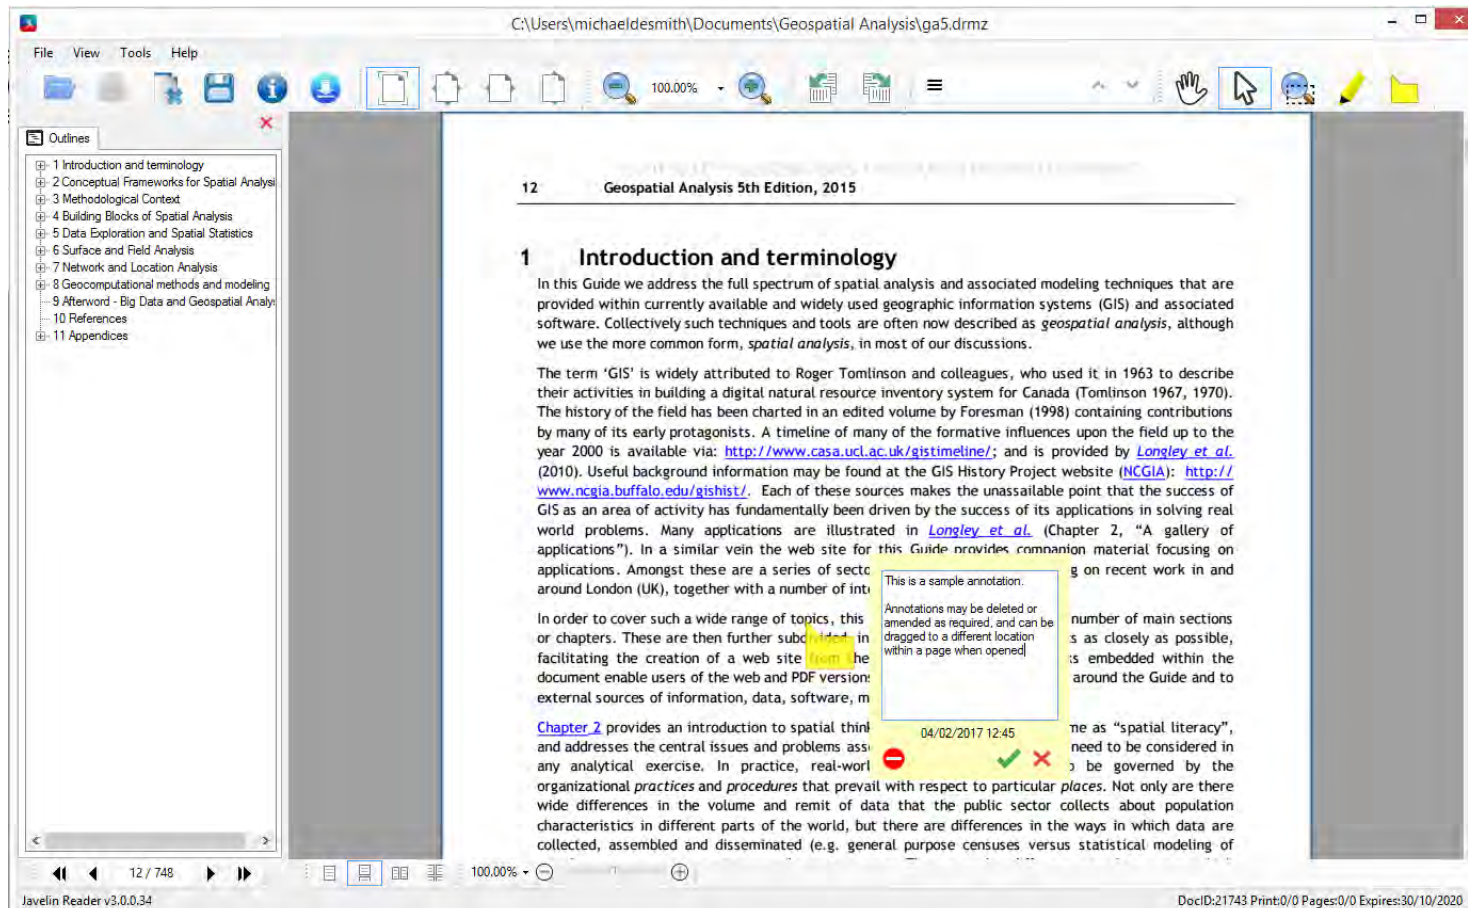 C:\Users\michaeldesmith\Documents\Geospatial Analysis\ga5.drmz
File View Tools Help
100.00%
Outlines
1 Introduction and terminology
2 Conceptual Frameworks for Spatial Analysi
3 Methodological Context
4 Building Blocks of Spatial Analysis
5 Data Exploration and Spatial Statistics
6 Surface and Field Analysis
7 Network and Location Analysis
8 Geocomputational methods and modeling
9 Afterword - Big Data and Geospatial Analy
10 References
11 Appendices
12 Geospatial Analysis 5th Edition, 2015
1 Introduction and terminology
In this Guide we address the full spectrum of spatial analysis and associated modeling techniques that are
provided within currently available and widely used geographic information systems (GIS) and associated
software. Collectively such techniques and tools are often now described as geospatial analysis, although
we use the more common form, spatial analysis, in most of our discussions.
The term ‘GIS’ is widely attributed to Roger Tomlinson and colleagues, who used it in 1963 to describe
their activities in building a digital natural resource inventory system for Canada (Tomlinson 1967, 1970).
The history of the field has been charted in an edited volume by Foresman (1998) containing contributions
by many of its early protagonists. A timeline of many of the formative influences upon the field up to the
year 2000 is available via: http://www.casa.ucl.ac.uk/gistimeline/; and is provided by Longley et al.
(2010). Useful background information may be found at the GIS History Project website (NCGIA): http://
www.ncgia.buffalo.edu/gishist/. Each of these sources makes the unassailable point that the success of
GIS as an area of activity has fundamentally been driven by the success of its applications in solving real
world problems. Many applications are illustrated in Longley et al. (Chapter 2, “A gallery of
applications”). In a similar vein the web site for this Guide provides companion material focusing on
applications. Amongst these are a series of secto g on recent work in and
around London (UK), together with a number of int
In order to cover such a wide range of topics, this number of main sections
or chapters. These are then further subdivided in s as closely as possible,
facilitating the creation of a web site from the s embedded within the
document enable users of the web and PDF versions around the Guide and to
external sources of information, data, software, m
Chapter 2 provides an introduction to spatial think me as “spatial literacy”,
and addresses the central issues and problems ass need to be considered in
any analytical exercise. In practice, real-worl o be governed by the
organizational practices and procedures that prevail with respect to particular places. Not only are there
wide differences in the volume and remit of data that the public sector collects about population
characteristics in different parts of the world, but there are differences in the ways in which data are
collected, assembled and disseminated (e.g. general purpose censuses versus statistical modeling of
This is a sample annotation.
Annotations may be deleted or
amended as required, and can be
dragged to a different location
within a page when opened
04/02/2017 12:45
12 / 748
100.00%
Javelin Reader v3.0.0.34
DocID:21743 Print:0/0 Pages:0/0 Expires:30/10/2020